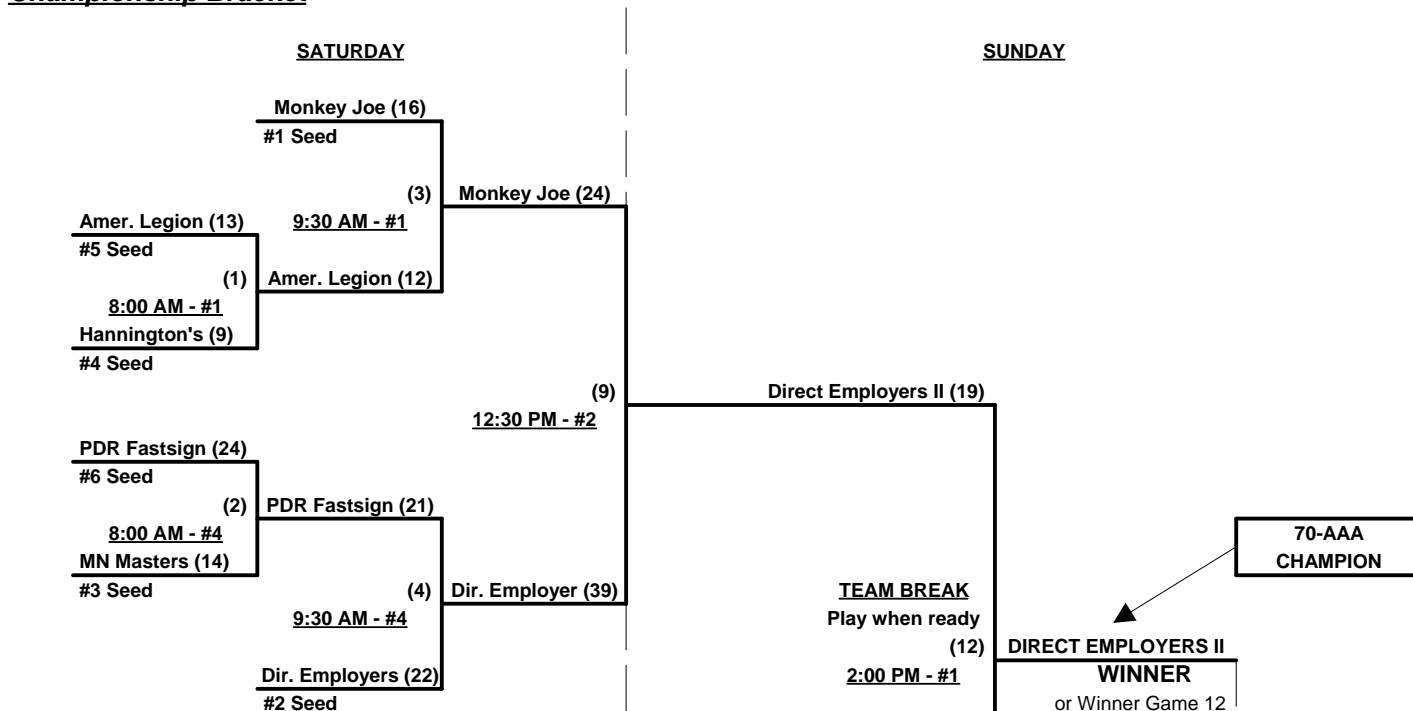 Championship Bracket
SATURDAY
SUNDAY
Monkey Joe (16)
#1 Seed
(3)
Monkey Joe (24)
Amer. Legion (13)
9:30 AM - #1
#5 Seed
(1)
Amer. Legion (12)
8:00 AM - #1
Hannington's (9)
#4 Seed
(9)
Direct Employers II (19)
12:30 PM - #2
PDR Fastsign (24)
#6 Seed
(2)
PDR Fastsign (21)
8:00 AM - #4
70-AAA
CHAMPION
MN Masters (14)
#3 Seed
(4)
Dir. Employer (39)
TEAM BREAK
9:30 AM - #4
Play when ready
(12)
DIRECT EMPLOYERS II
Dir. Employers (22)
2:00 PM - #1
WINNER
#2 Seed
or Winner Game 12